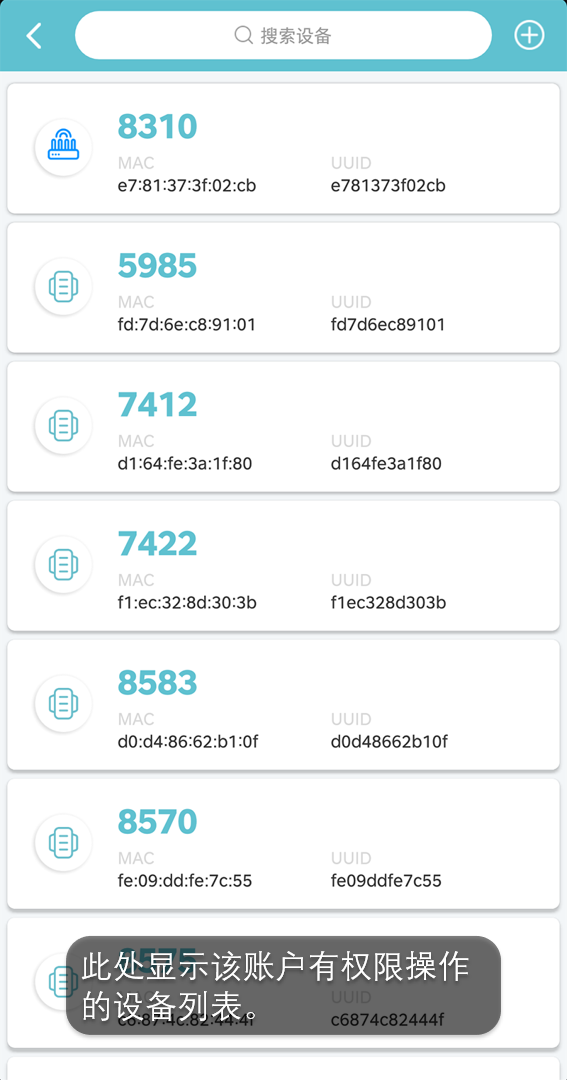 搜索设备
8310
MAC
UUID
e7:81:37:3f:02:cb
e781373f02cb
5985
MAC
UUID
fd:7d:6e:c8:91:01
fd7d6ec89101
7412
MAC
UUID
d1:64:fe:3a:1f:80
d164fe3a1f80
7422
MAC
UUID
f1:ec:32:8d:30:3b
f1ec328d303b
8583
MAC
UUID
d0:d4:86:62:b1:0f
d0d48662b10f
8570
MAC
UUID
fe:09:dd:fe:7c:55
fe09ddfe7c55
8575
此处显示该账户有权限操作
UUID
的设备列表。
c6:87:4c:82:44:4f
c6874c82444f